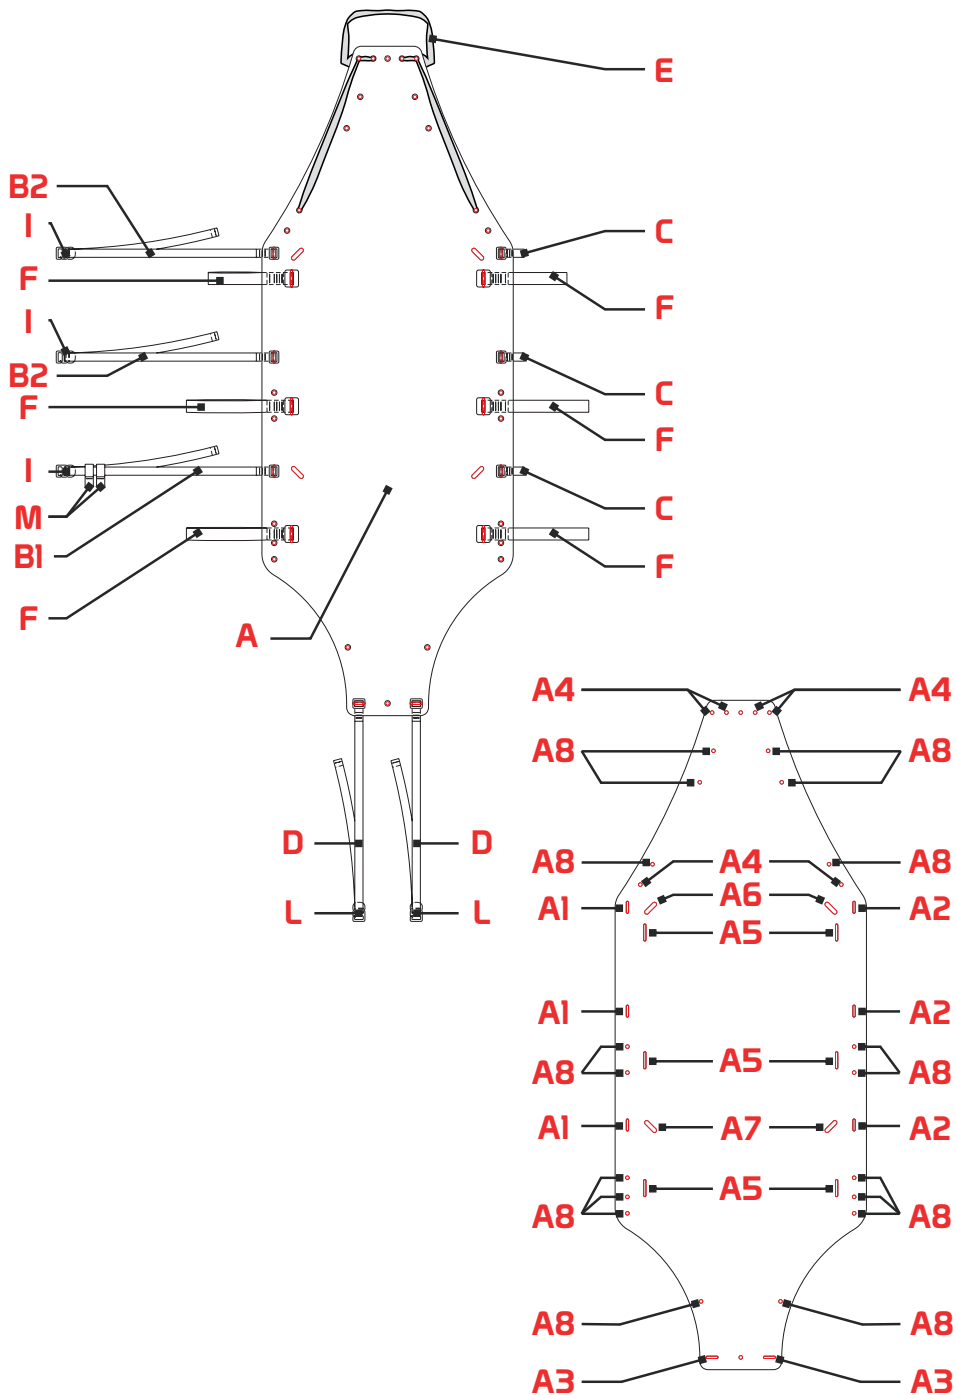 E
B2
I
C
F
F
I
B2
C
F
F
I
M
C
B1
F
F
A
A4 A4
A8 A8
D D
A8 A4 A8
A6
L L
A1 A2
A5
A1 A2
A5
A8 A8
A1 A7 A2
A5
A8 A8
A8 A8
A3 A3